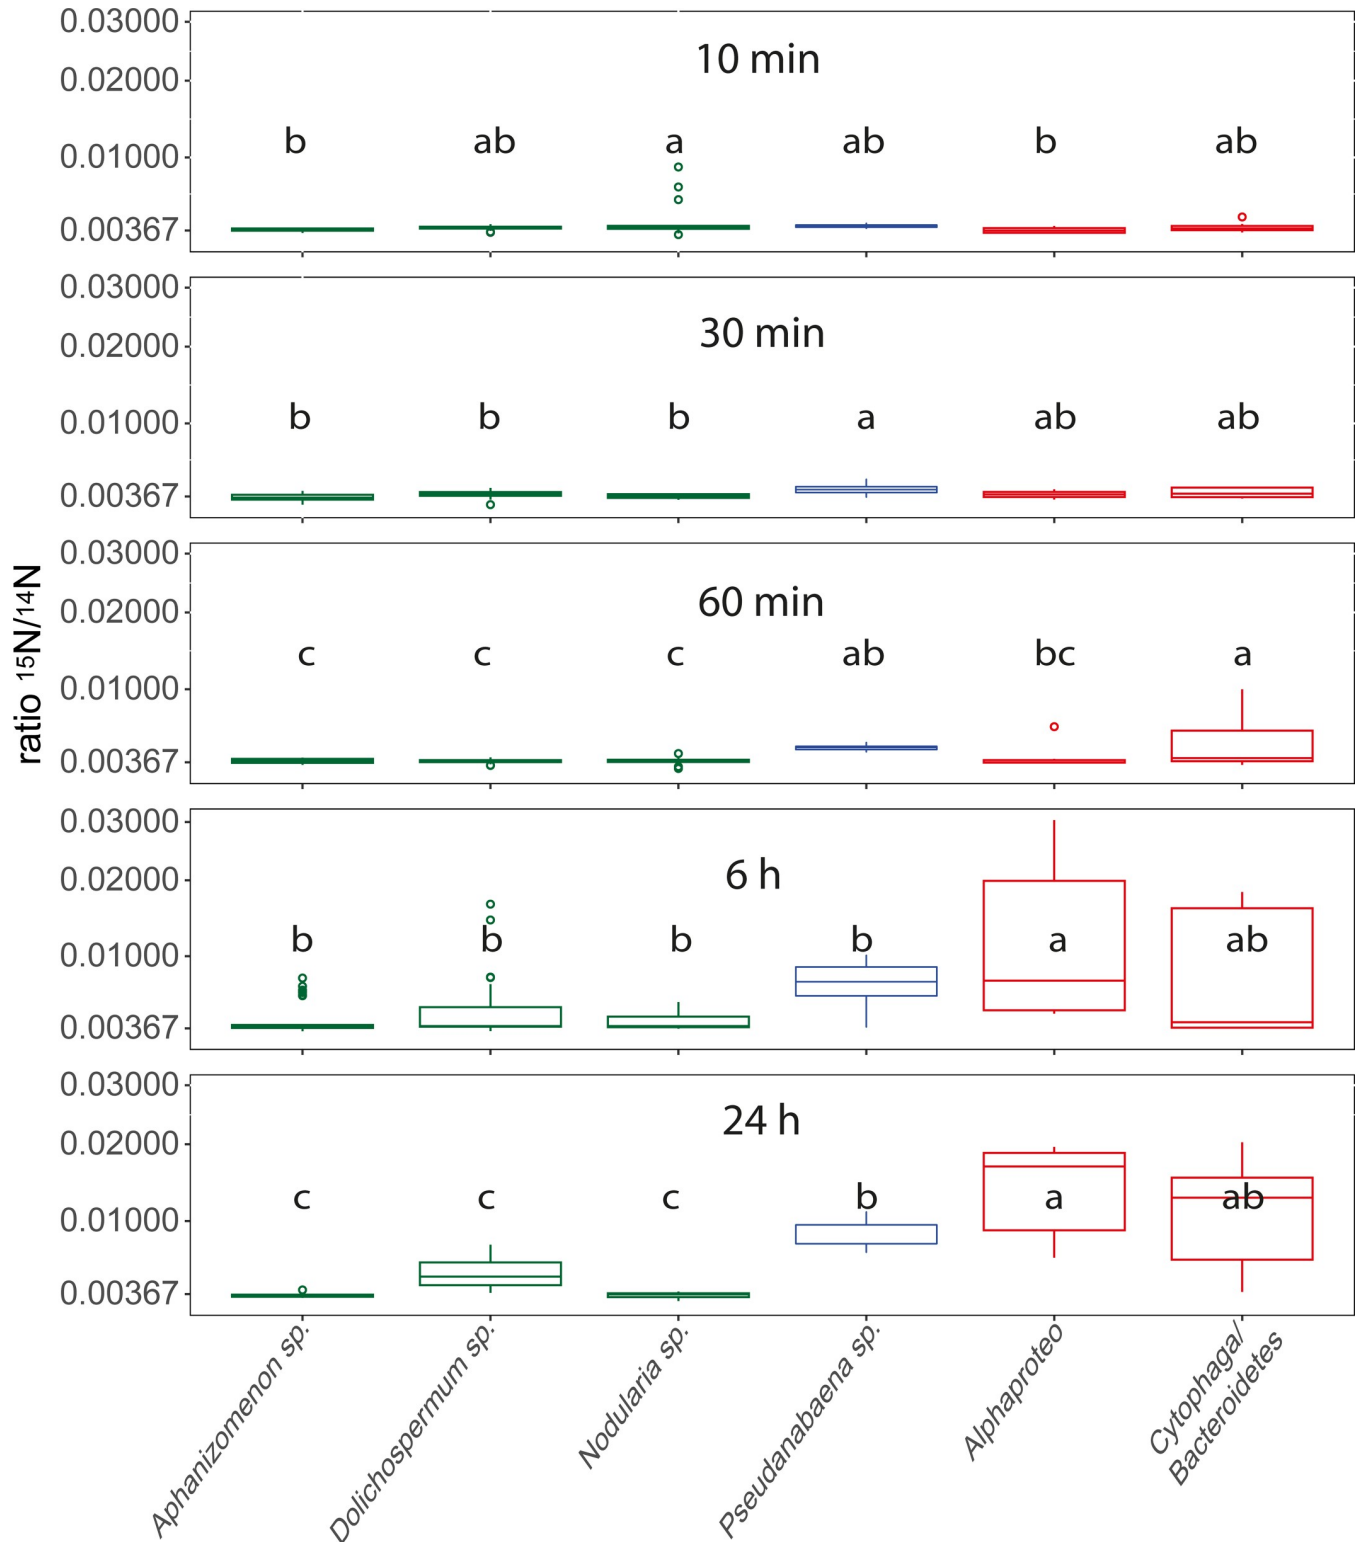 0.03000
10 min
0.02000
b ab a ab b ab
0.01000
0.00367
0.03000
30 min
0.02000
b b b a ab ab
0.01000
0.00367
ratio ¹⁵N/¹⁴N
0.03000
60 min
0.02000
c c c ab bc a
0.01000
0.00367
0.03000
6 h
0.02000
b b b b a ab
0.01000
0.00367
0.03000
24 h
0.02000
c c c b a ab
0.01000
0.00367
Aphanizomenon sp.
Dolichospermum sp.
Nodularia sp.
Pseudanabaena sp.
Alphaproteo
Cytophaga/
Bacteroidetes